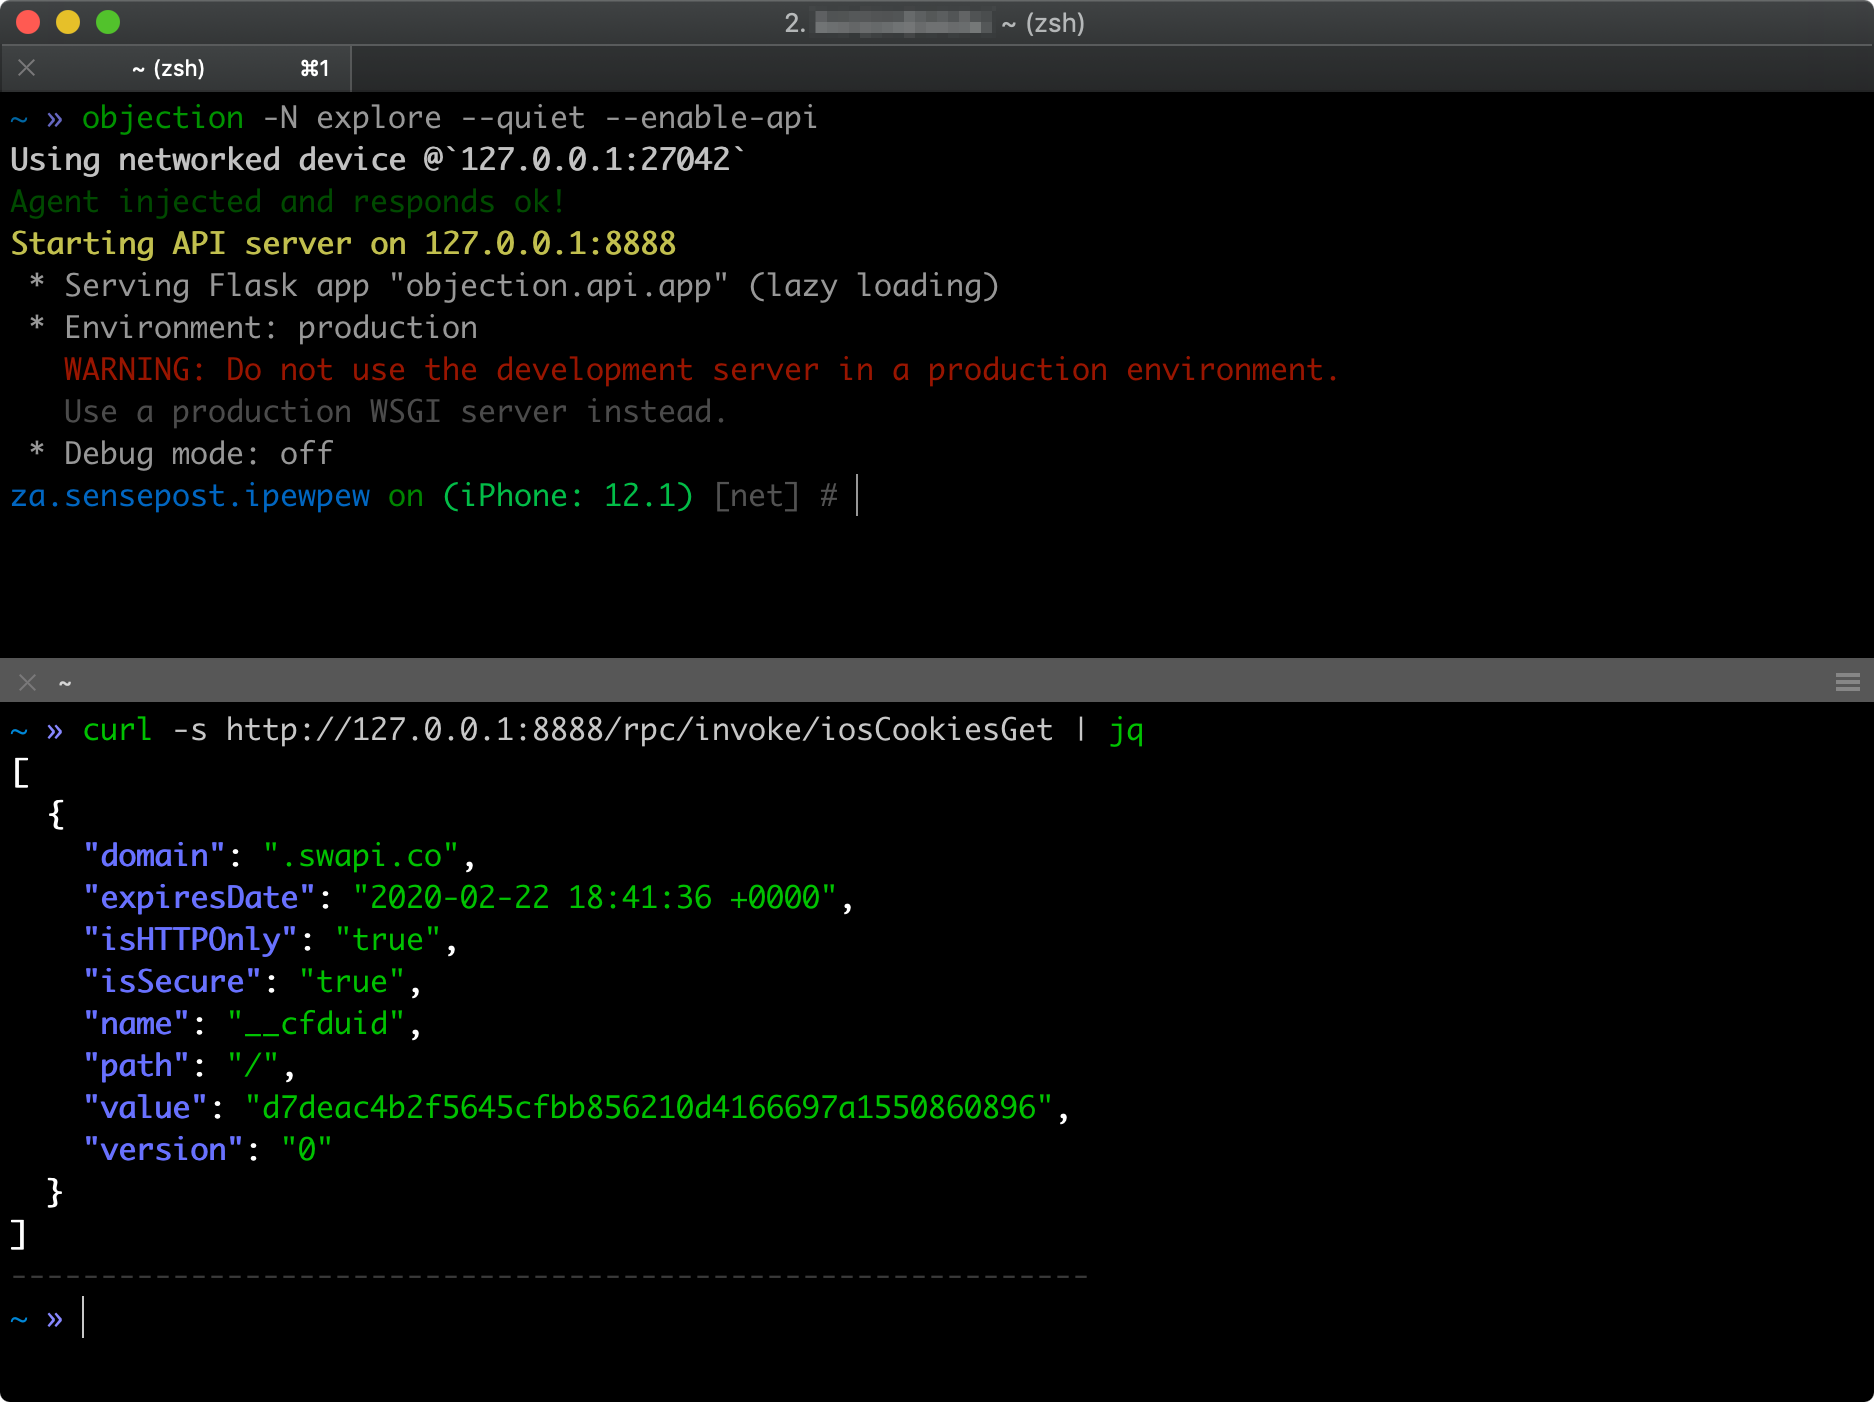 2. ~ (zsh)
~ (zsh) ⌘1
~ » objection -N explore --quiet --enable-api
Using networked device @`127.0.0.1:27042`
Agent injected and responds ok!
Starting API server on 127.0.0.1:8888
 * Serving Flask app "objection.api.app" (lazy loading)
 * Environment: production
   WARNING: Do not use the development server in a production environment.
   Use a production WSGI server instead.
 * Debug mode: off
za.sensepost.ipewpew on (iPhone: 12.1) [net] #
~
~ » curl -s http://127.0.0.1:8888/rpc/invoke/iosCookiesGet | jq
[
  {
    "domain": ".swapi.co",
    "expiresDate": "2020-02-22 18:41:36 +0000",
    "isHTTPOnly": "true",
    "isSecure": "true",
    "name": "__cfduid",
    "path": "/",
    "value": "d7deac4b2f5645cfbb856210d4166697a1550860896",
    "version": "0"
  }
]
------------------------------------------------------------
~ »